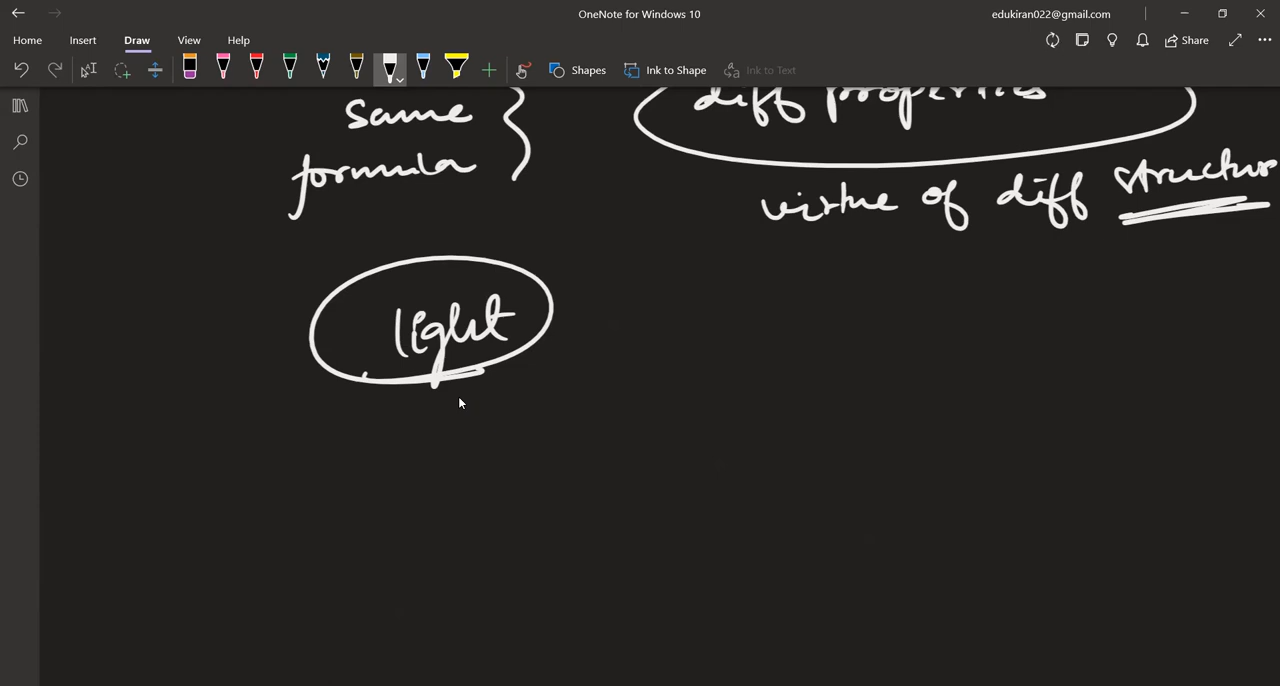 OneNote for Windows 10
edukiran022@gmail.com
Home Insert Draw View Help
Share
Shapes Ink to Shape Ink to Text
diff properties
same
formula
virtue of diff structure
light